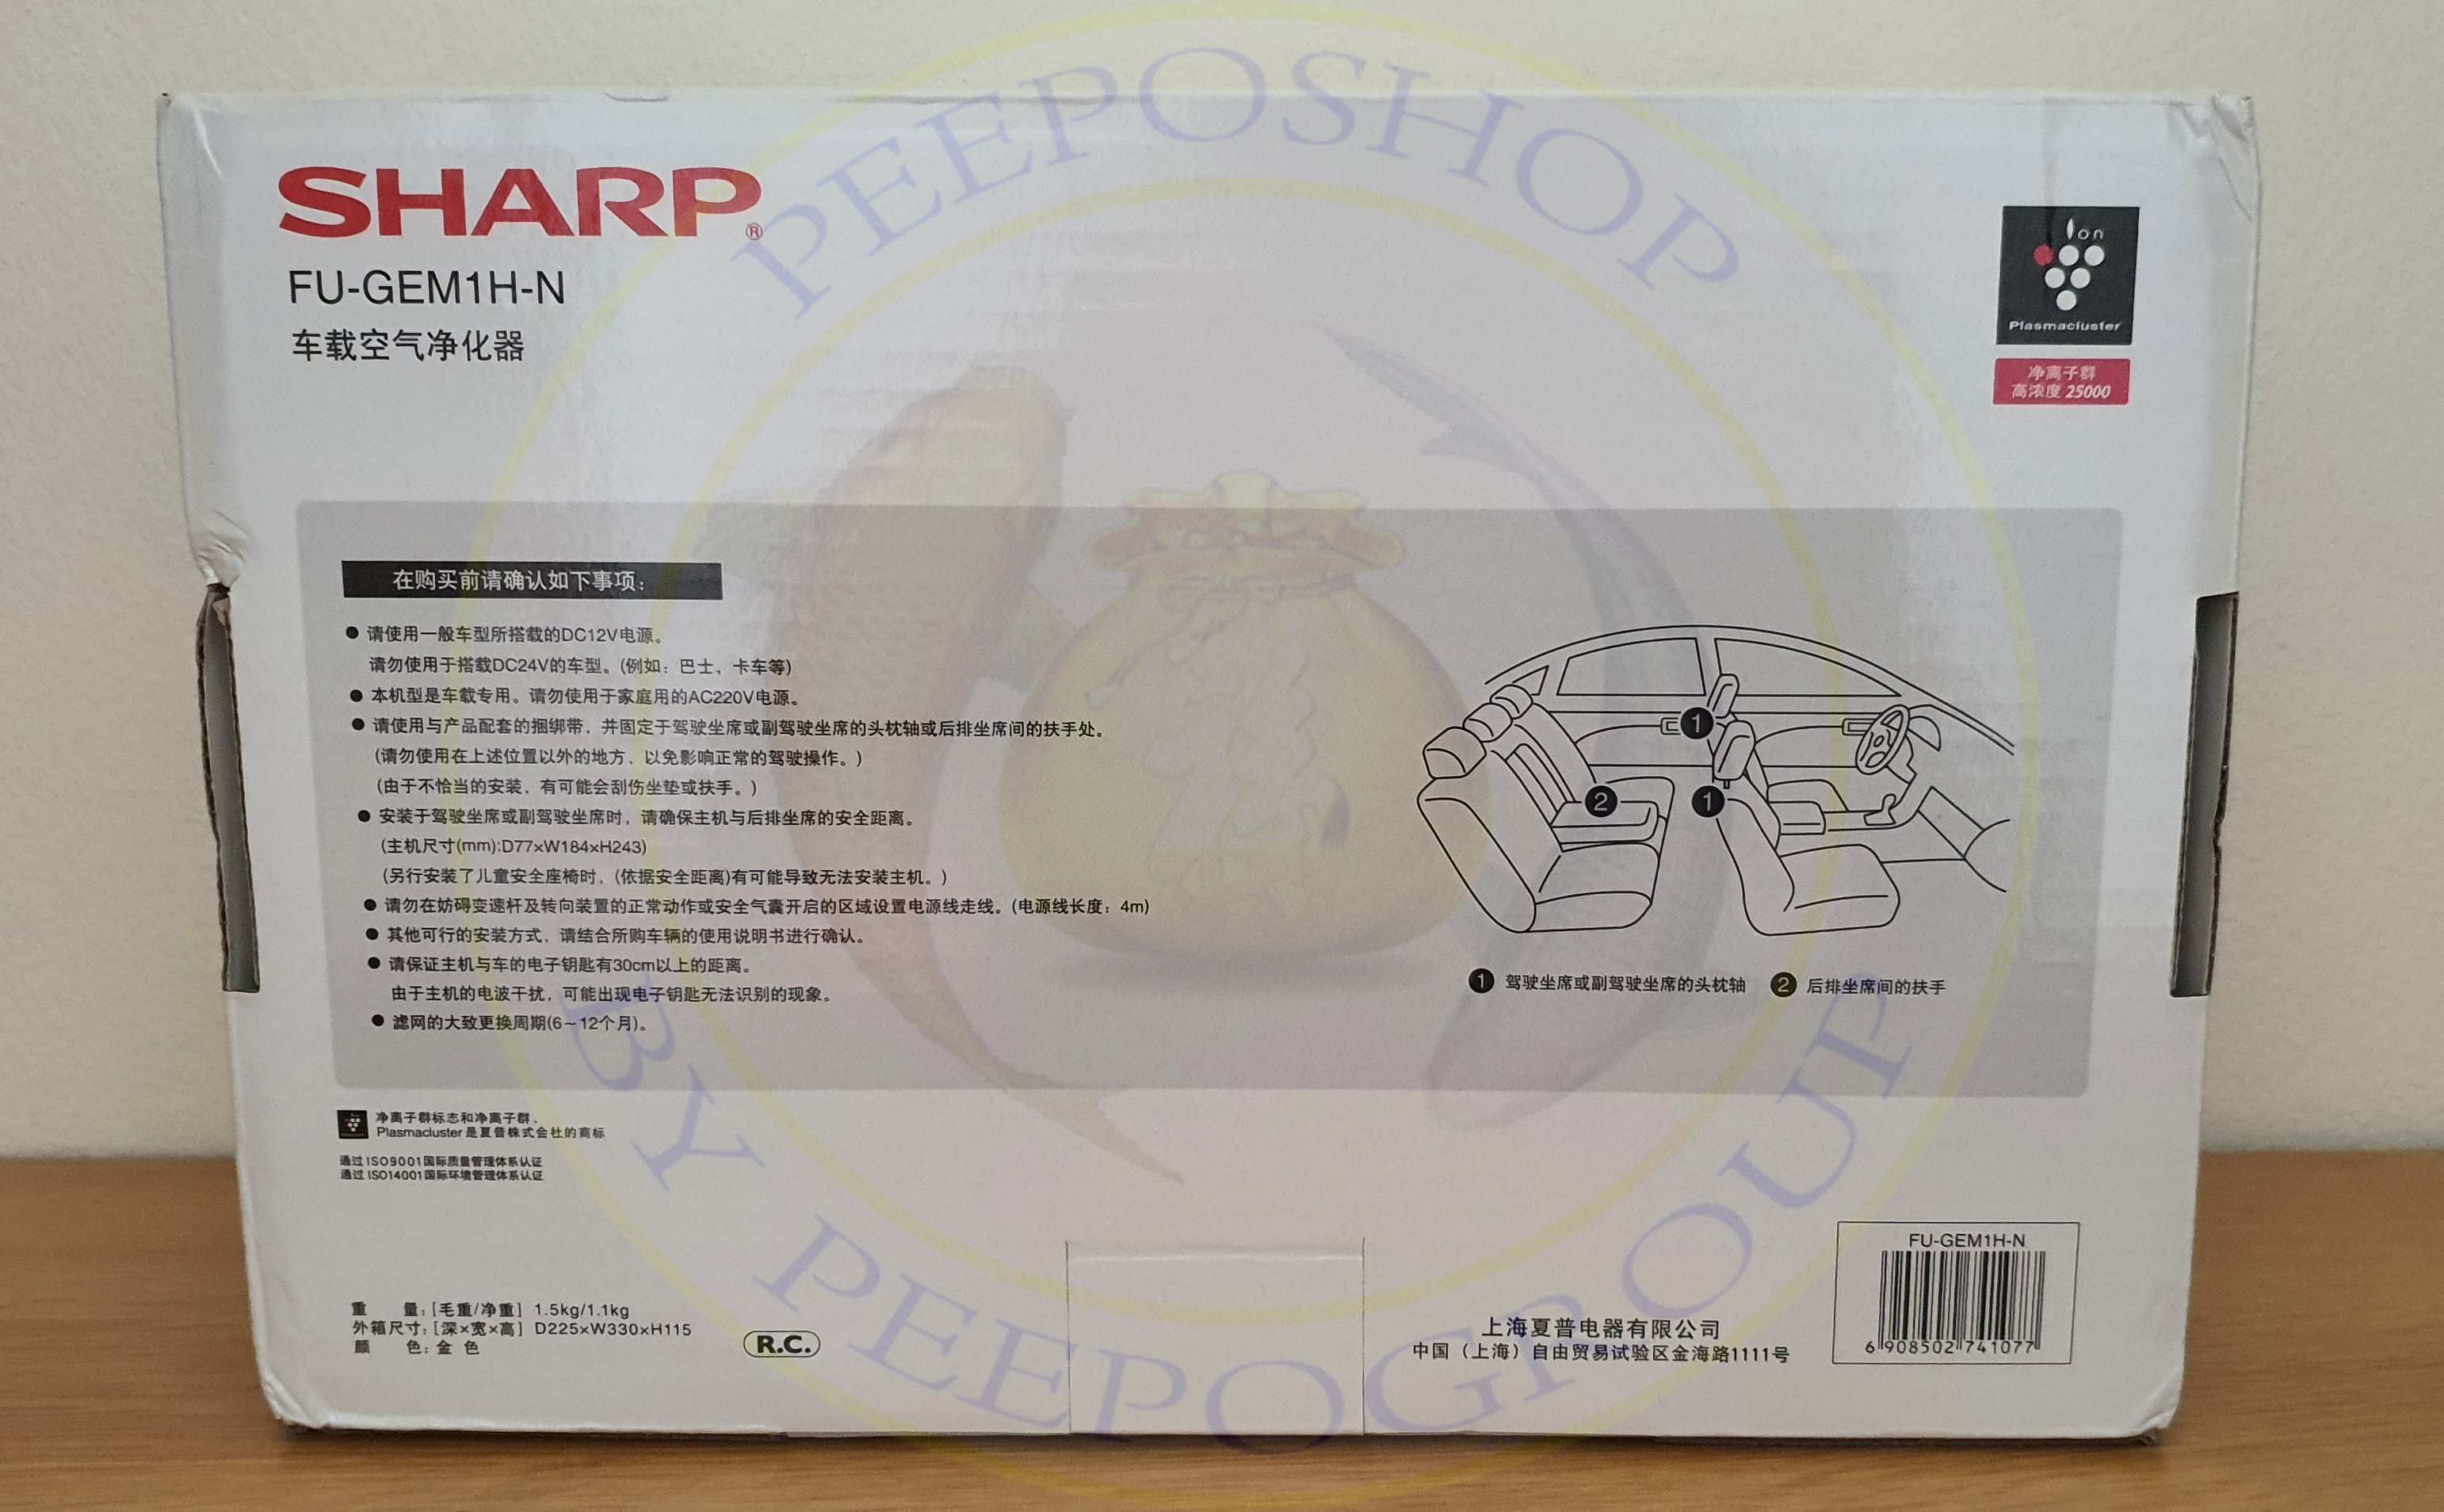 SHARP®
FU-GEM1H-N
车载空气净化器
Ion
Plasmacluster
净离子群
高浓度 25000
在购买前请确认如下事项：
● 请使用一般车型所搭载的DC12V电源。
请勿使用于搭载DC24V的车型。(例如：巴士，卡车等)
● 本机型是车载专用。请勿使用于家庭用的AC220V电源。
● 请使用与产品配套的捆绑带，并固定于驾驶坐席或副驾驶坐席的头枕轴或后排坐席间的扶手处。
(请勿使用在上述位置以外的地方，以免影响正常的驾驶操作。)
(由于不恰当的安装，有可能会刮伤坐垫或扶手。)
● 安装于驾驶坐席或副驾驶坐席时，请确保主机与后排坐席的安全距离。
(主机尺寸(mm):D77×W184×H243)
(另行安装了儿童安全座椅时，(依据安全距离)有可能导致无法安装主机。)
● 请勿在妨碍变速杆及转向装置的正常动作或安全气囊开启的区域设置电源线走线。(电源线长度：4m)
● 其他可行的安装方式，请结合所购车辆的使用说明书进行确认。
● 请保证主机与车的电子钥匙有30cm以上的距离。
由于主机的电波干扰，可能出现电子钥匙无法识别的现象。
● 滤网的大致更换周期(6~12个月)。
1
2
1
1 驾驶坐席或副驾驶坐席的头枕轴 2 后排坐席间的扶手
净离子群标志和净离子群、
Plasmacluster是夏普株式会社的商标
通过ISO9001国际质量管理体系认证
通过ISO14001国际环境管理体系认证
重 量：[毛重/净重] 1.5kg/1.1kg
外箱尺寸：[深×宽×高] D225×W330×H115
颜 色：金 色
R.C.
上海夏普电器有限公司
中国（上海）自由贸易试验区金海路1111号
FU-GEM1H-N
6 908502 741077
PEEPOSHOP
BY PEEPOGROUP